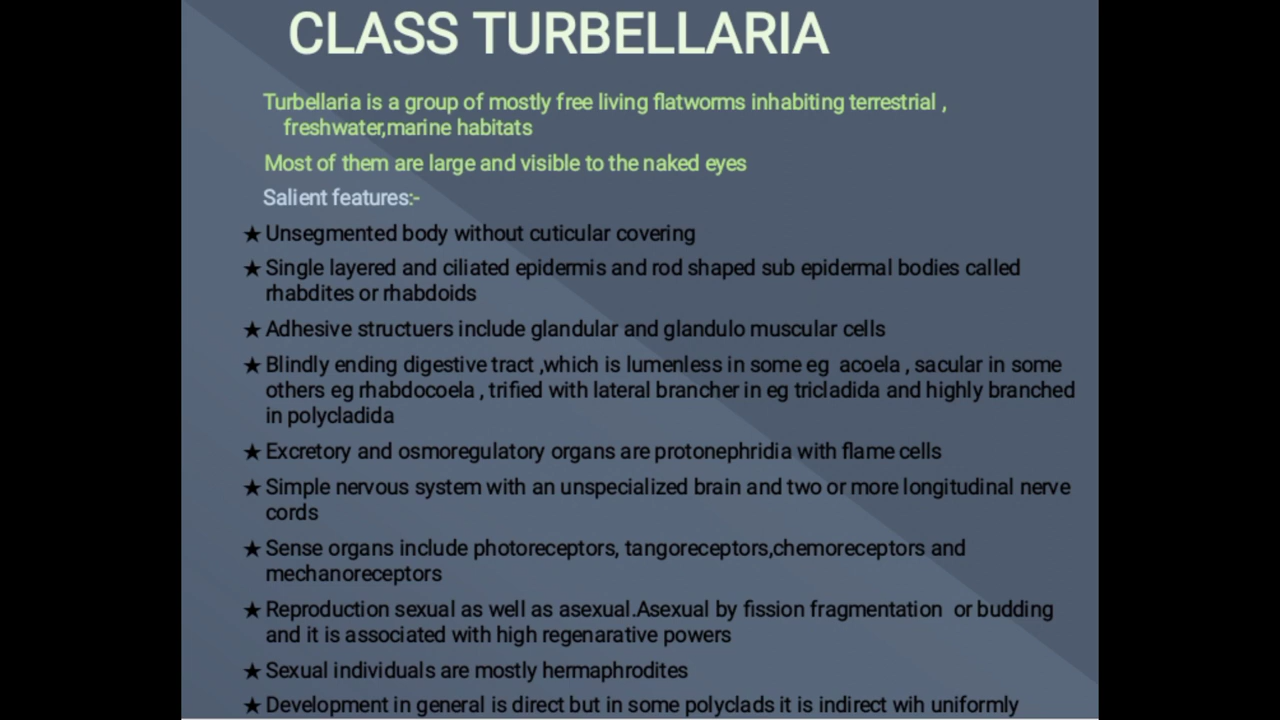 CLASS TURBELLARIA
Turbellaria is a group of mostly free living flatworms inhabiting terrestrial ,
freshwater,marine habitats
Most of them are large and visible to the naked eyes
Salient features:-
★ Unsegmented body without cuticular covering
★ Single layered and ciliated epidermis and rod shaped sub epidermal bodies called
rhabdites or rhabdoids
★ Adhesive structuers include glandular and glandulo muscular cells
★ Blindly ending digestive tract ,which is lumenless in some eg acoela , sacular in some
others eg rhabdocoela , trified with lateral brancher in eg tricladida and highly branched
in polycladida
★ Excretory and osmoregulatory organs are protonephridia with flame cells
★ Simple nervous system with an unspecialized brain and two or more longitudinal nerve
cords
★ Sense organs include photoreceptors, tangoreceptors,chemoreceptors and
mechanoreceptors
★ Reproduction sexual as well as asexual.Asexual by fission fragmentation or budding
and it is associated with high regenarative powers
★ Sexual individuals are mostly hermaphrodites
★ Development in general is direct but in some polyclads it is indirect wih uniformly